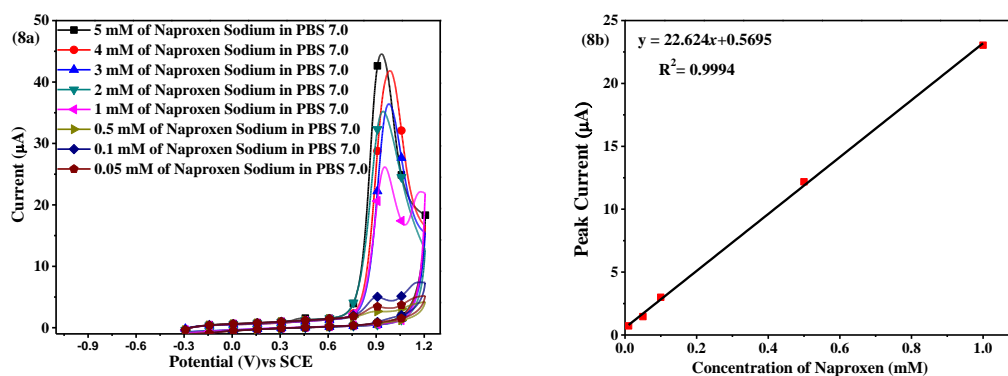 (8a)
5 mM of Naproxen Sodium in PBS 7.0
4 mM of Naproxen Sodium in PBS 7.0
3 mM of Naproxen Sodium in PBS 7.0
2 mM of Naproxen Sodium in PBS 7.0
1 mM of Naproxen Sodium in PBS 7.0
0.5 mM of Naproxen Sodium in PBS 7.0
0.1 mM of Naproxen Sodium in PBS 7.0
0.05 mM of Naproxen Sodium in PBS 7.0
Current (µA)
50
40
30
20
10
0
-0.9 -0.6 -0.3 0.0 0.3 0.6 0.9 1.2
Potential (V)vs SCE
(8b)
y = 22.624x+0.5695
R²= 0.9994
Peak Current (µA)
25
20
15
10
5
0
0.0 0.2 0.4 0.6 0.8 1.0
Concentration of Naproxen (mM)